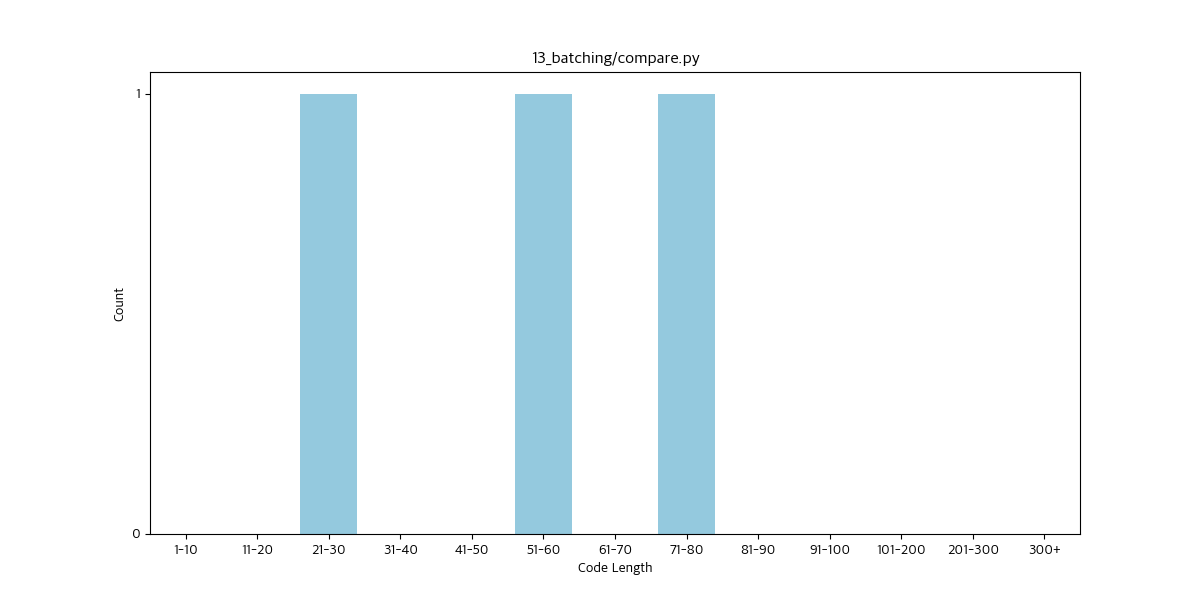 13_batching/compare.py
1
Count
0
1-10 11-20 21-30 31-40 41-50 51-60 61-70 71-80 81-90 91-100 101-200 201-300 300+
Code Length